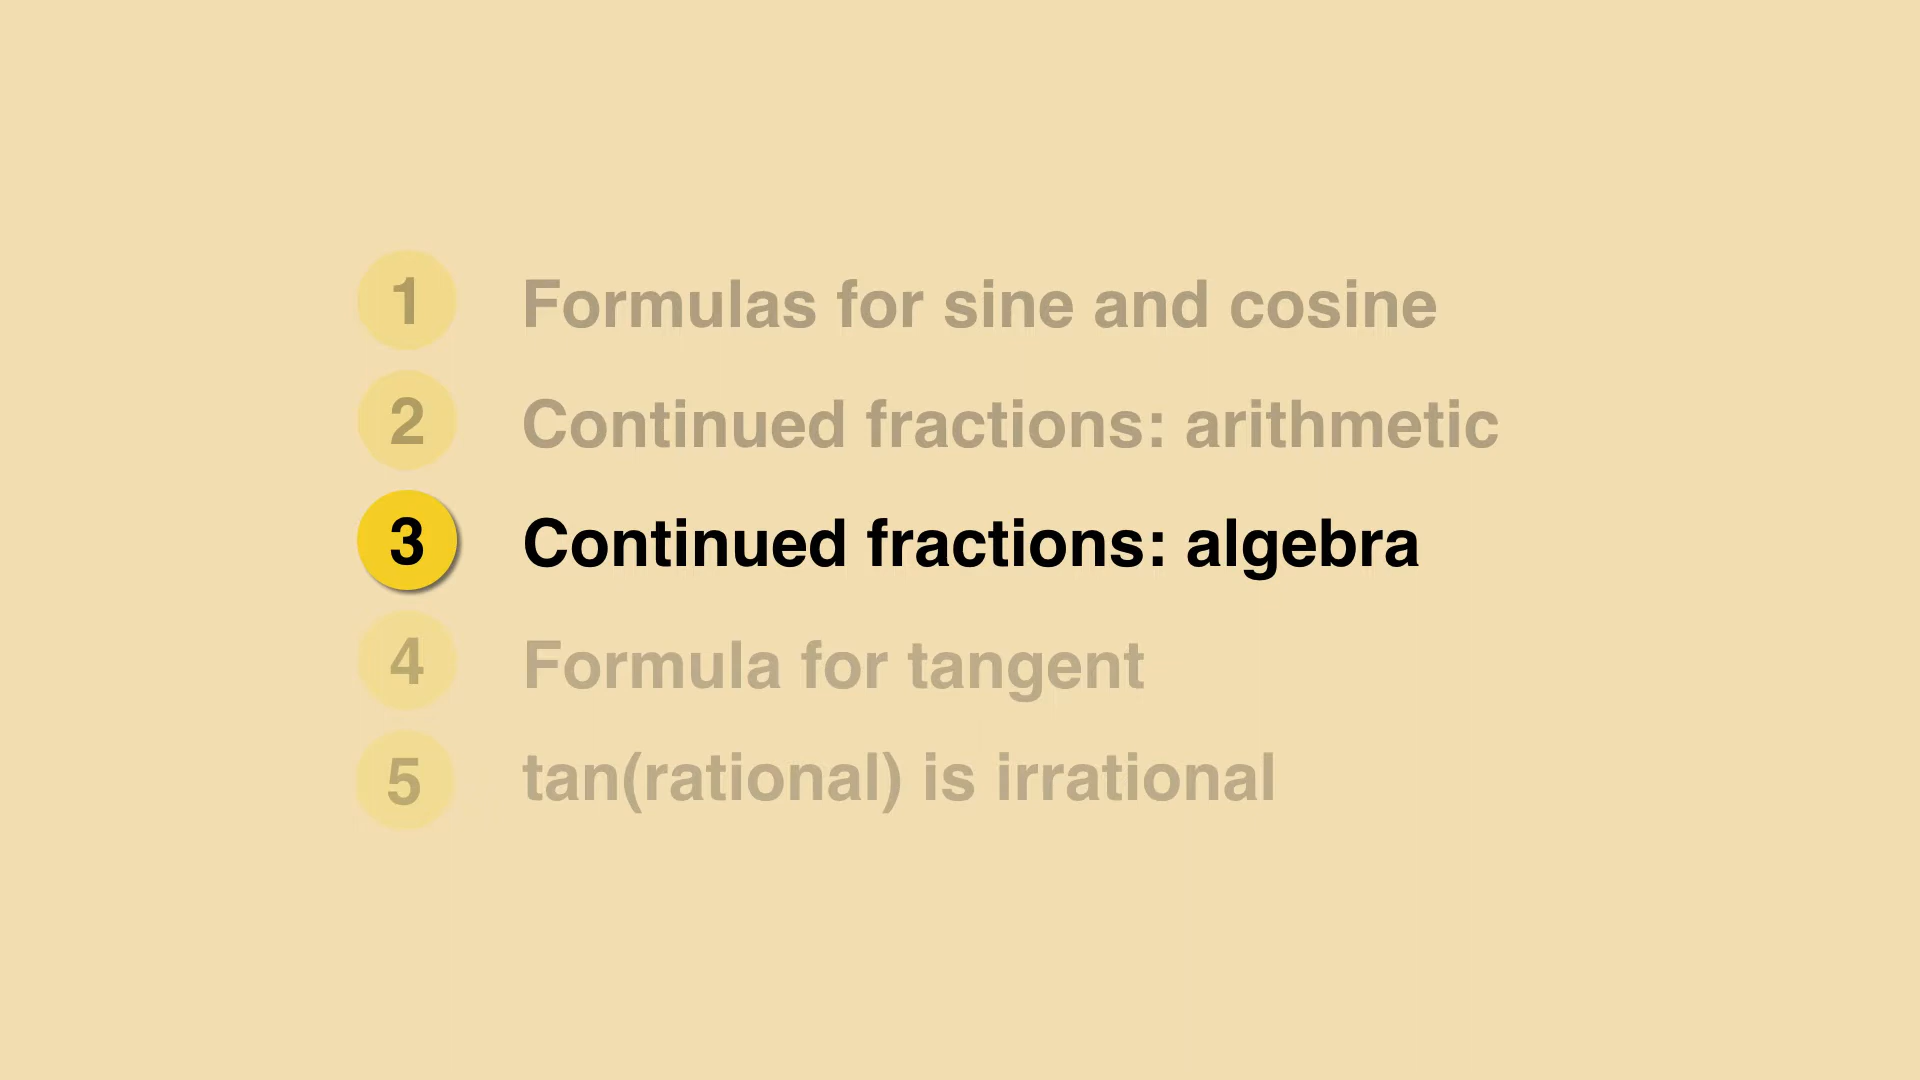 1 Formulas for sine and cosine
2 Continued fractions: arithmetic
3 Continued fractions: algebra
4 Formula for tangent
5 tan(rational) is irrational